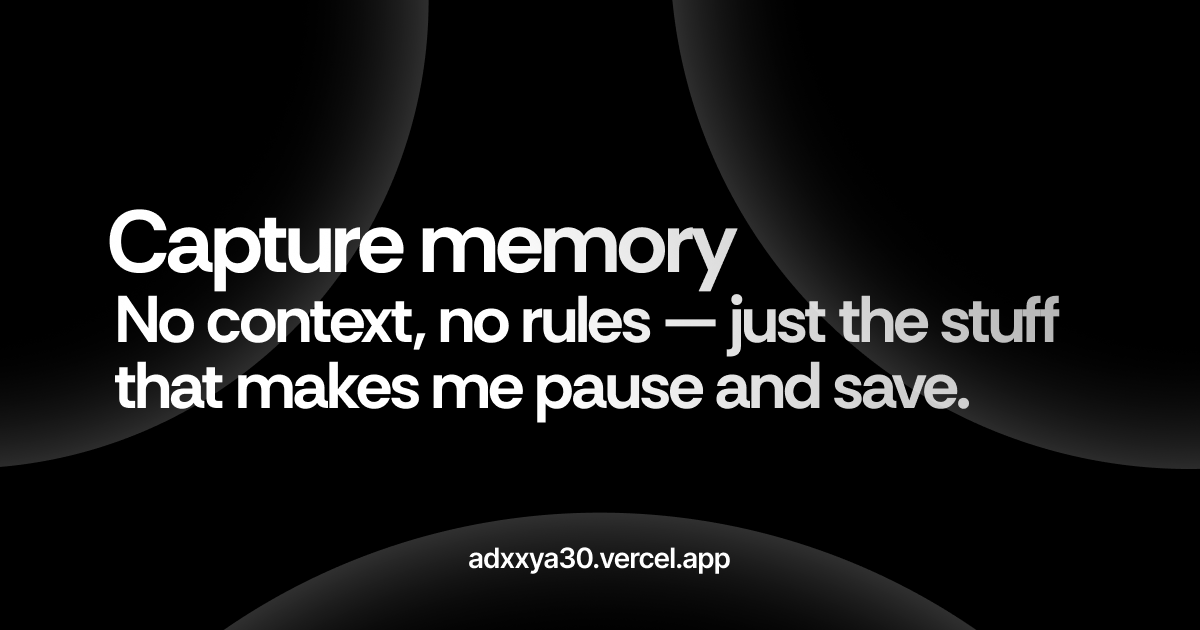 Capture memory
No context, no rules — just the stuff
that makes me pause and save.
adxxya30.vercel.app